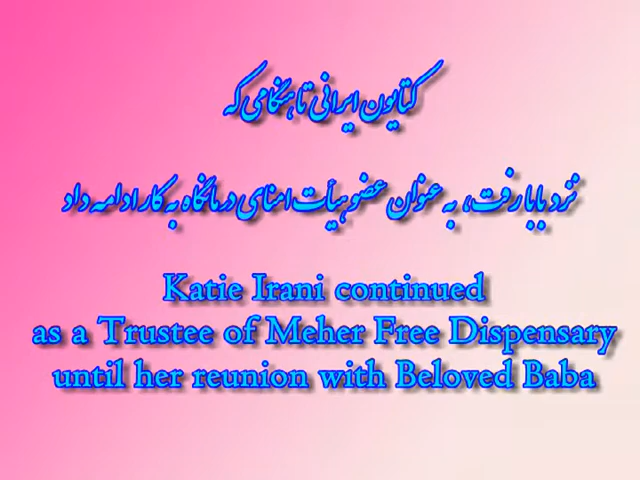 کتایون ایرانی تا هنگامی که
نزد بابا رفت، به عنوان عضو هیأت امنای درمانگاه به کار ادامه داد
Katie Irani continued
as a Trustee of Meher Free Dispensary
until her reunion with Beloved Baba